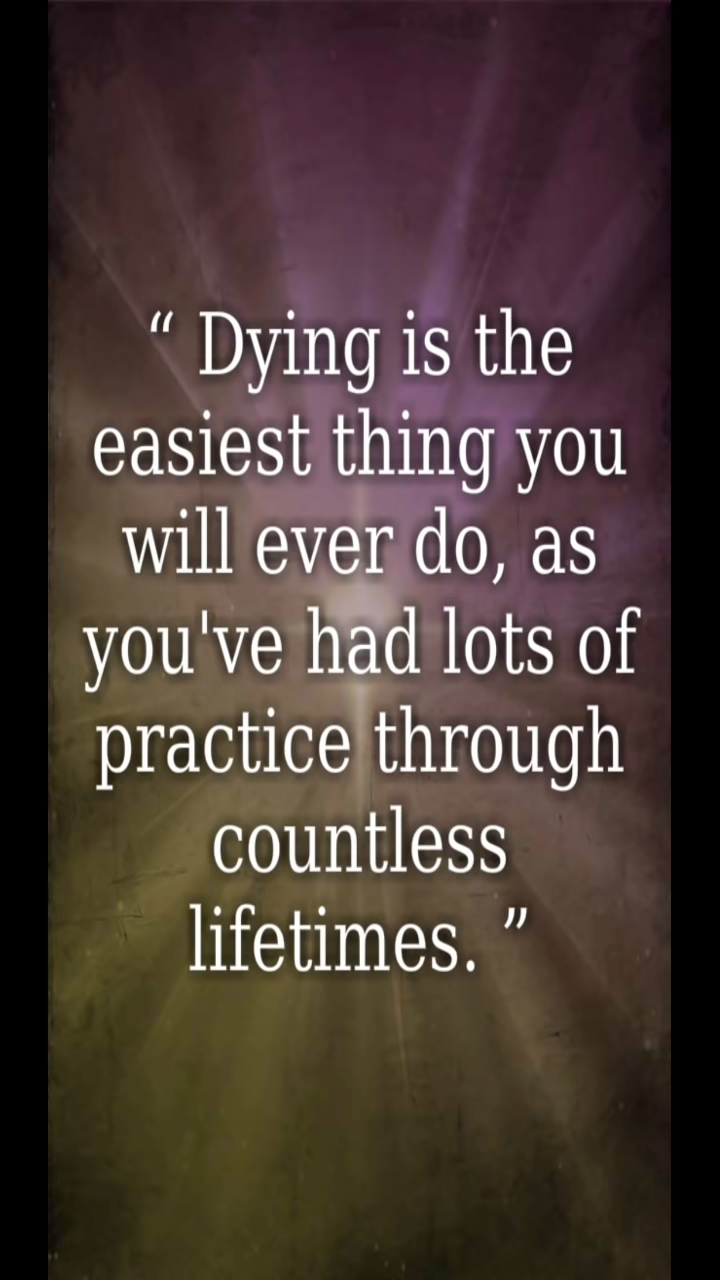 “ Dying is the
easiest thing you
will ever do, as
you've had lots of
practice through
countless
lifetimes. ”